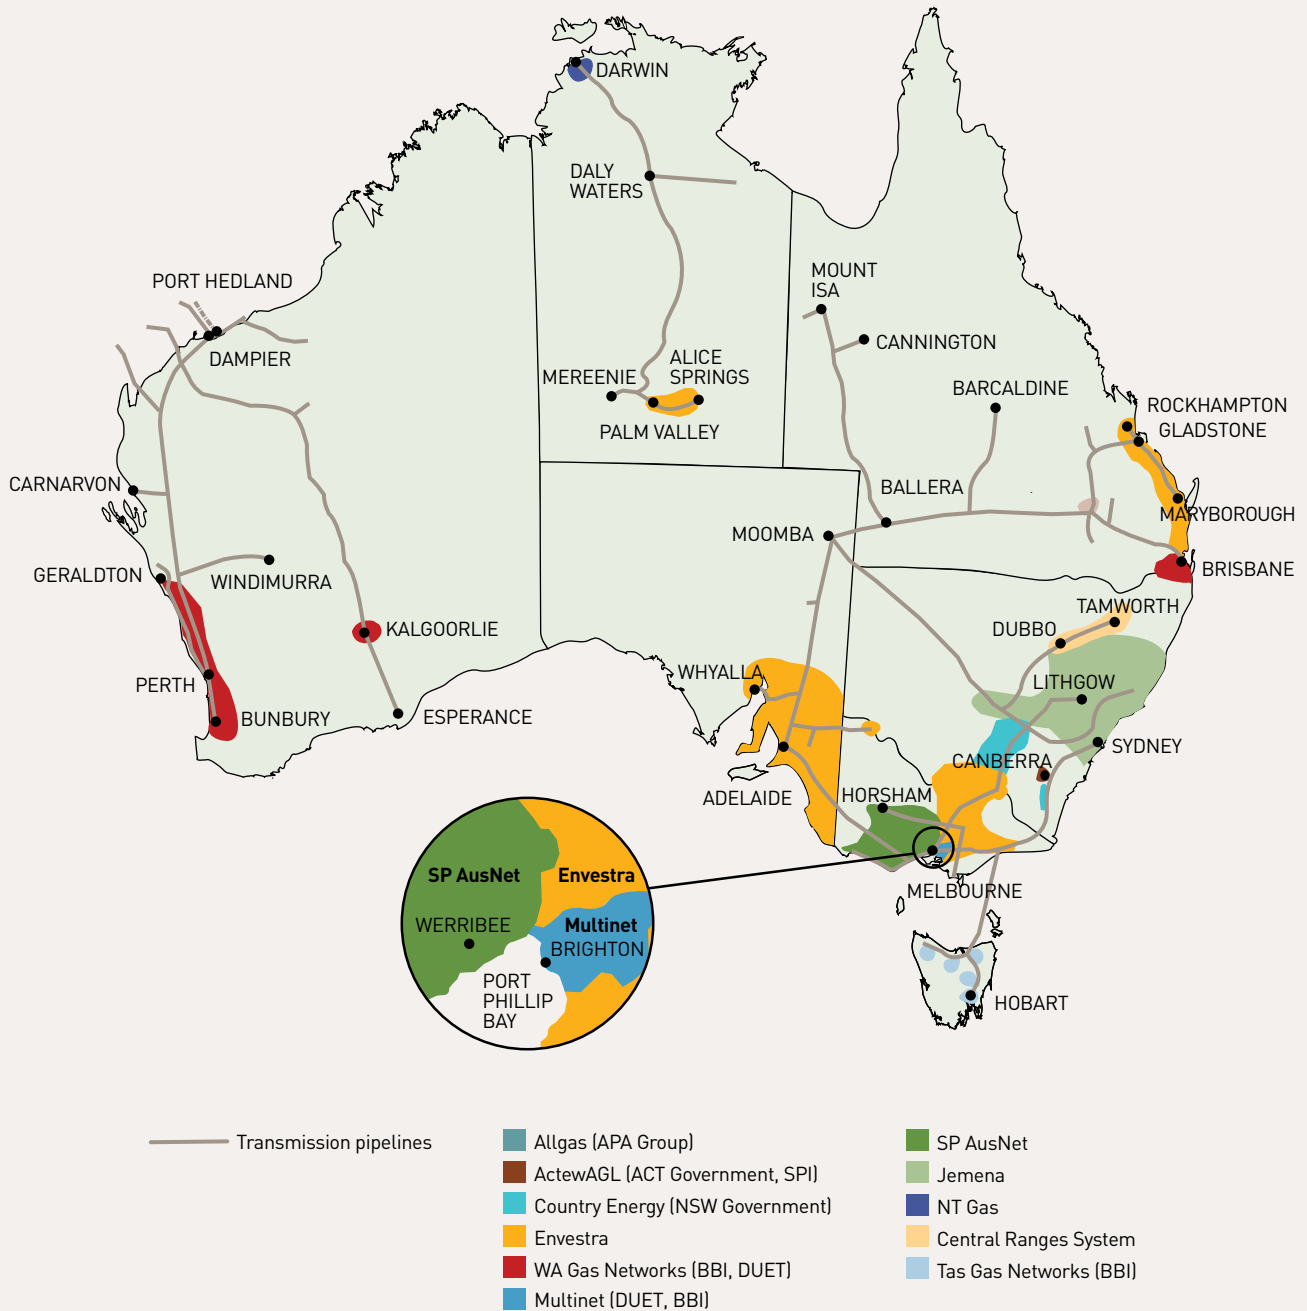 DARWIN
DALY
WATERS
MOUNT
ISA
PORT HEDLAND
CANNINGTON
DAMPIER
ALICE
SPRINGS
MEREENIE
BARCALDINE
ROCKHAMPTON
GLADSTONE
PALM VALLEY
CARNARVON
BALLERA
MARYBOROUGH
MOOMBA
BRISBANE
GERALDTON
WINDIMURRA
TAMWORTH
DUBBO
KALGOORLIE
WHYALLA
LITHGOW
PERTH
BUNBURY
ESPERANCE
SYDNEY
CANBERRA
ADELAIDE
HORSHAM
SP AusNet
Envestra
MELBOURNE
WERRIBEE
Multinet
BRIGHTON
PORT
PHILLIP
BAY
HOBART
Transmission pipelines
Allgas (APA Group)
ActewAGL (ACT Government, SPI)
Country Energy (NSW Government)
Envestra
WA Gas Networks (BBI, DUET)
Multinet (DUET, BBI)
SP AusNet
Jemena
NT Gas
Central Ranges System
Tas Gas Networks (BBI)